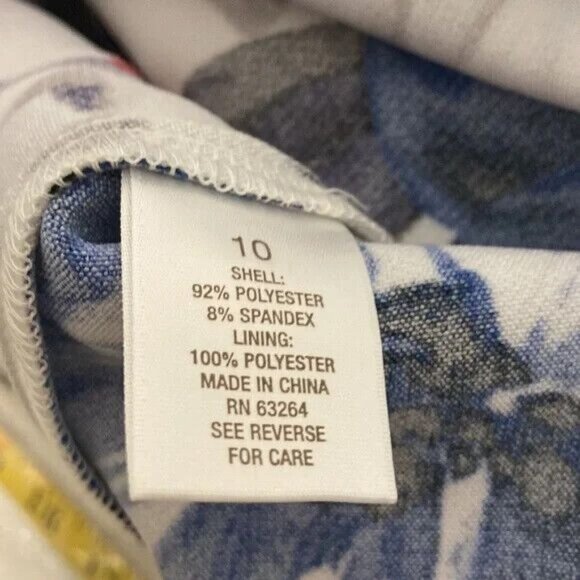 10
SHELL:
92% POLYESTER
8% SPANDEX
LINING:
100% POLYESTER
MADE IN CHINA
RN 63264
SEE REVERSE
FOR CARE